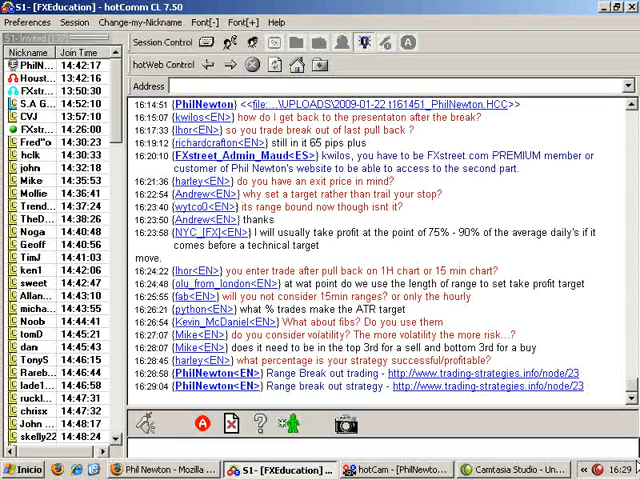 S1- [FXEducation] - hotComm CL 7.50
Preferences Session Change-my-Nickname Font[-] Font[+] Help
S1- Invited
Session Control
Nickname Join Time
hotWeb Control
Address
PhilN... 14:42:17
Houst... 13:42:16
FXstr... 13:50:30
S.A G... 13:52:10
CVJ 13:57:10
FXstr... 14:26:00
Fred"o 14:30:23
hclk 14:30:33
john 14:32:18
Mike 14:35:53
Mollie 14:36:41
Trend... 14:37:17
TheD... 14:38:26
Noga 14:40:48
Geoff 14:40:56
TimJ 14:41:03
ken1 14:42:06
sweet 14:42:47
Allan... 14:43:10
micha... 14:43:55
Noob 14:44:41
tomD 14:45:21
dan 14:45:43
TonyS 14:46:15
Rareb... 14:46:36
lade1... 14:46:58
ruckl... 14:47:31
chrisx 14:47:32
John ... 14:48:17
skelly22 14:48:24
16:14:51 {PhilNewton} <<file:...\UPLOADS\2009-01-22 t161451_PhilNewton.HCC>>
16:15:07 {kwilos<EN>} how do I get back to the presentaton after the break?
16:17:33 {lhor<EN>} so you trade break out of last pull back ?
16:19:12 {richardcrafton<EN>} still in it 65 pips plus
16:20:10 {FXstreet_Admin_Maud<ES>} kwilos, you have to be FXstreet.com PREMIUM member or
customer of Phil Newton's website to be able to access to the second part.
16:21:36 {harley<EN>} do you have an exit price in mind?
16:22:54 {Andrew<EN>} why set a target rather than trail your stop?
16:23:40 {wytco0<EN>} its range bound now though isnt it?
16:23:50 {Andrew<EN>} thanks
16:23:58 {NYC_[FX]<EN>} I will usually take profit at the point of 75% - 90% of the average daily's if it
comes before a technical target
move.
16:24:22 {lhor<EN>} you enter trade after pull back on 1H chart or 15 min chart?
16:24:48 {olu_from_london<EN>} at wat point do we use the length of range to set take profit target
16:25:55 {fab<EN>} will you not consider 15min ranges? or only the hourly
16:26:21 {python<EN>} what % trades make the ATR target
16:26:54 {Kevin_McDaniel<EN>} What about fibs? Do you use them
16:27:07 {Mike<EN>} do you consider volatility? The more volatility the more risk...?
16:28:07 {Mike<EN>} does it need to be in the top 3rd for a sell and bottom 3rd for a buy
16:28:45 {harley<EN>} what percentage is your strategy successful/profitable?
16:28:58 {PhilNewton<EN>} Range Break out trading - http://www.trading-strategies.info/node/23
16:29:04 {PhilNewton<EN>} Range break out strategy - http://www.trading-strategies.info/node/23
Inicio
Phil Newton - Mozilla ...
S1- [FXEducation] ...
hotCam - [PhilNewto...
Camtasia Studio - Un...
16:29